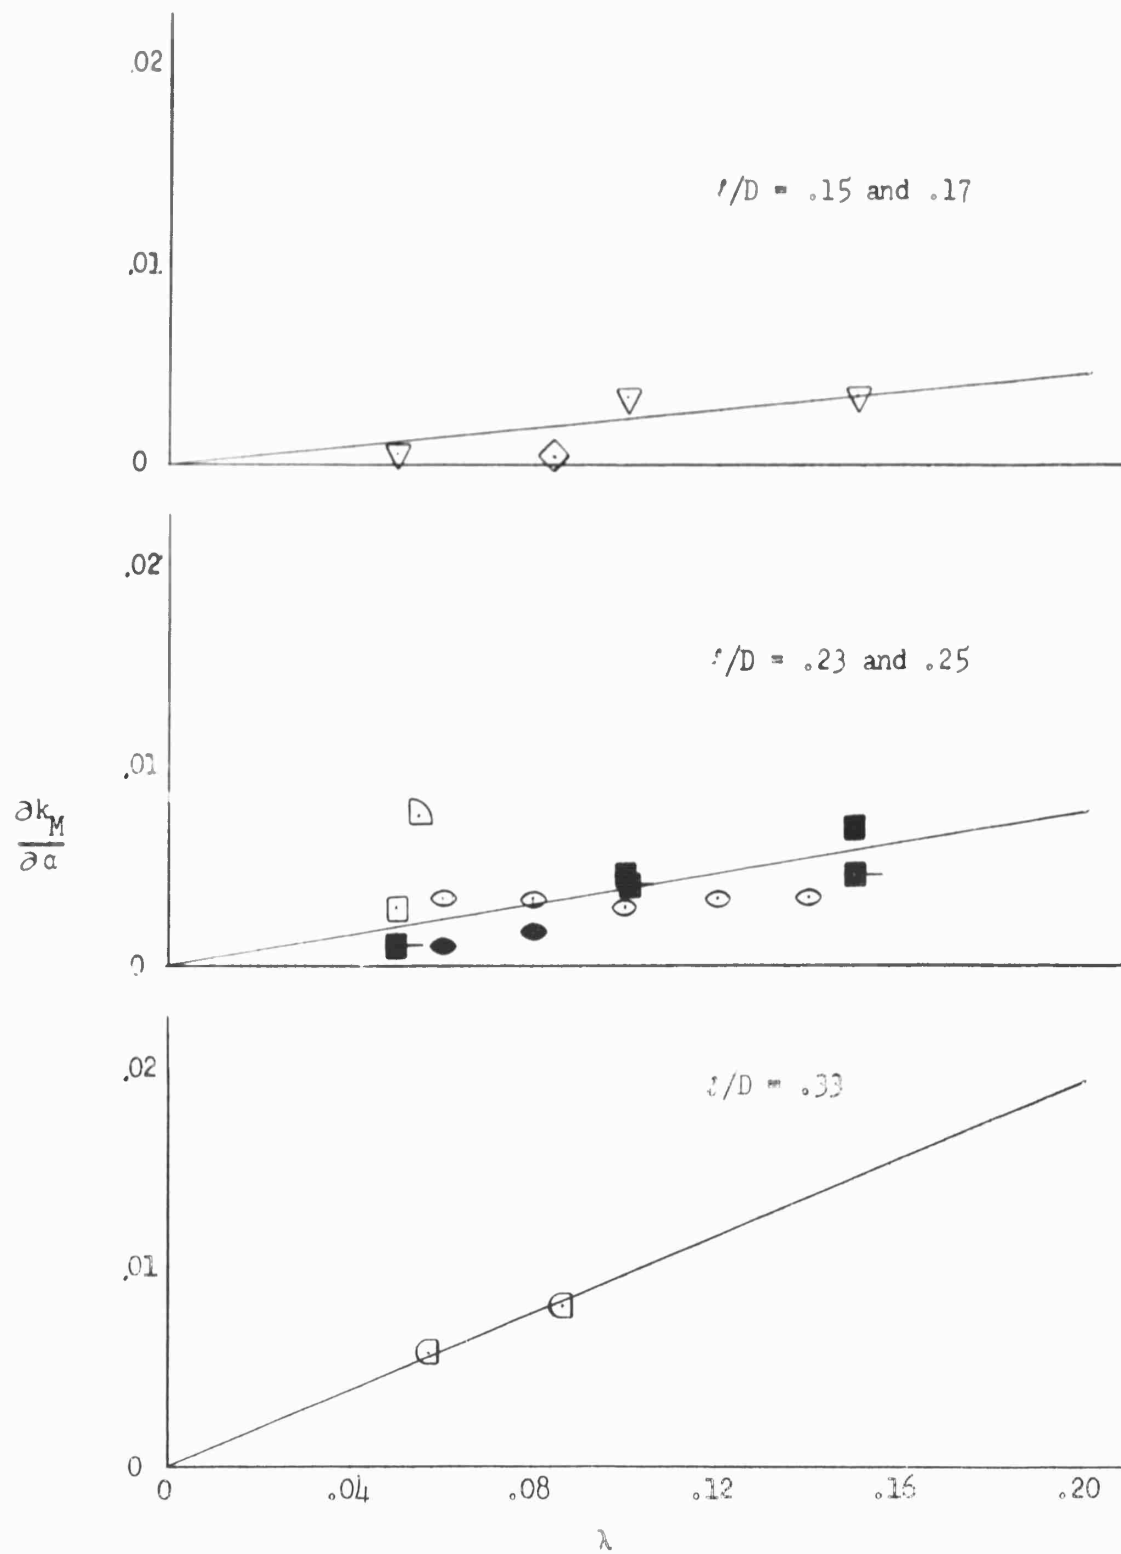 .02
l/D = .15 and .17
.01
0
.02
l/D = .23 and .25
.01
∂k_M
∂α
0
.02
l/D = .33
.01
0
0 .04 .08 .12 .16 .20
λ